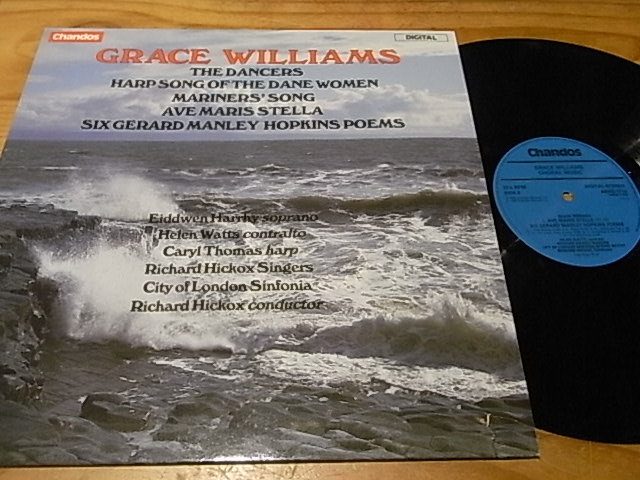 Chandos
DIGITAL
GRACE WILLIAMS
THE DANCERS
HARP SONG OF THE DANE WOMEN
MARINERS' SONG
AVE MARIS STELLA
SIX GERARD MANLEY HOPKINS POEMS
Eiddwen Harrhy soprano
Helen Watts contralto
Caryl Thomas harp
Richard Hickox Singers
City of London Sinfonia
Richard Hickox conductor
Chandos
GRACE WILLIAMS
CHORAL MUSIC